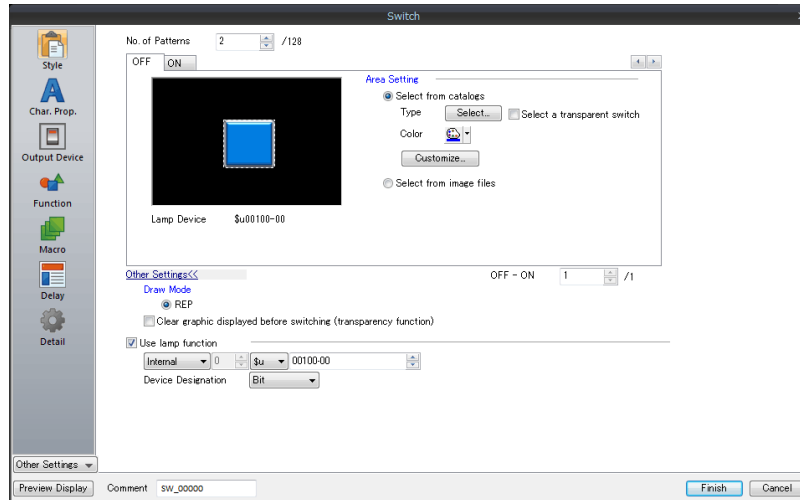 Switch
Style
Char. Prop.
Output Device
Function
Macro
Delay
Detail
Other Settings
No. of Patterns 2 /128
OFF ON
Area Setting
Select from catalogs
Type Select... Select a transparent switch
Color
Customize...
Select from image files
Lamp Device $u00100-00
Other Settings<< OFF - ON 1 /1
Draw Mode
REP
Clear graphic displayed before switching (transparency function)
Use lamp function
Internal 0 $u 00100-00
Device Designation Bit
Preview Display Comment SW_00000 Finish Cancel